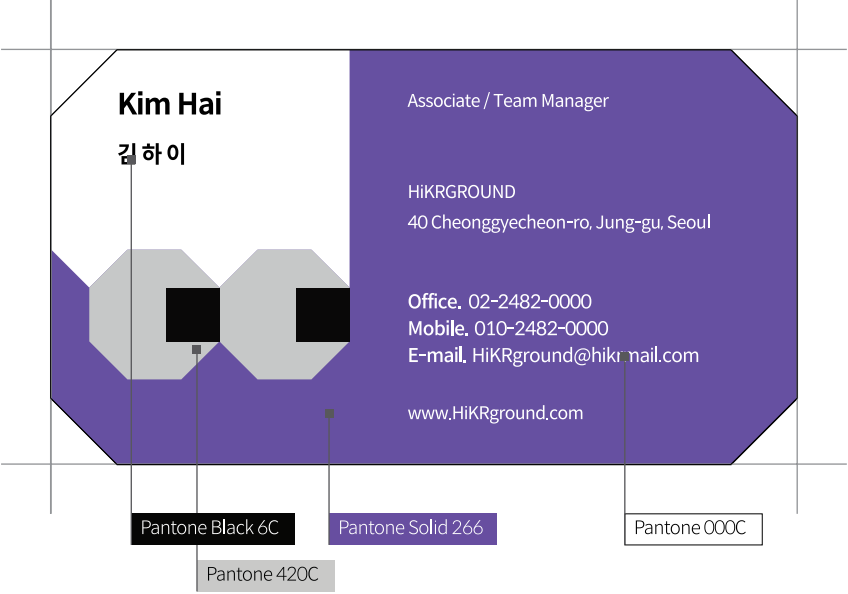 Kim Hai
김하이
Associate / Team Manager
HiKRGROUND
40 Cheonggyecheon-ro, Jung-gu, Seoul
Office. 02-2482-0000
Mobile. 010-2482-0000
E-mail. HiKRground@hikrmail.com
www.HiKRground.com
Pantone Black 6C
Pantone Solid 266
Pantone 000C
Pantone 420C